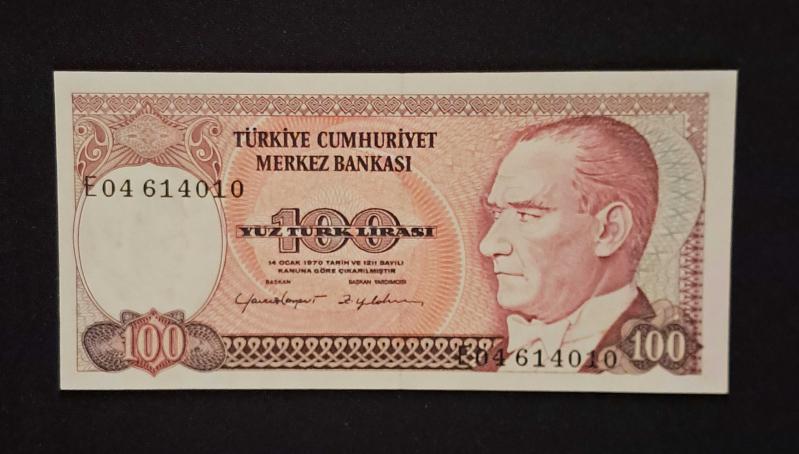 TÜRKİYE CUMHURİYET
MERKEZ BANKASI
E04 614010
100
YÜZ TÜRK LİRASI
14 OCAK 1970 TARİH VE 1211 SAYILI
KANUNA GÖRE ÇIKARILMIŞTIR
BAŞKAN BAŞKAN YARDIMCISI
E04 614010
100 100